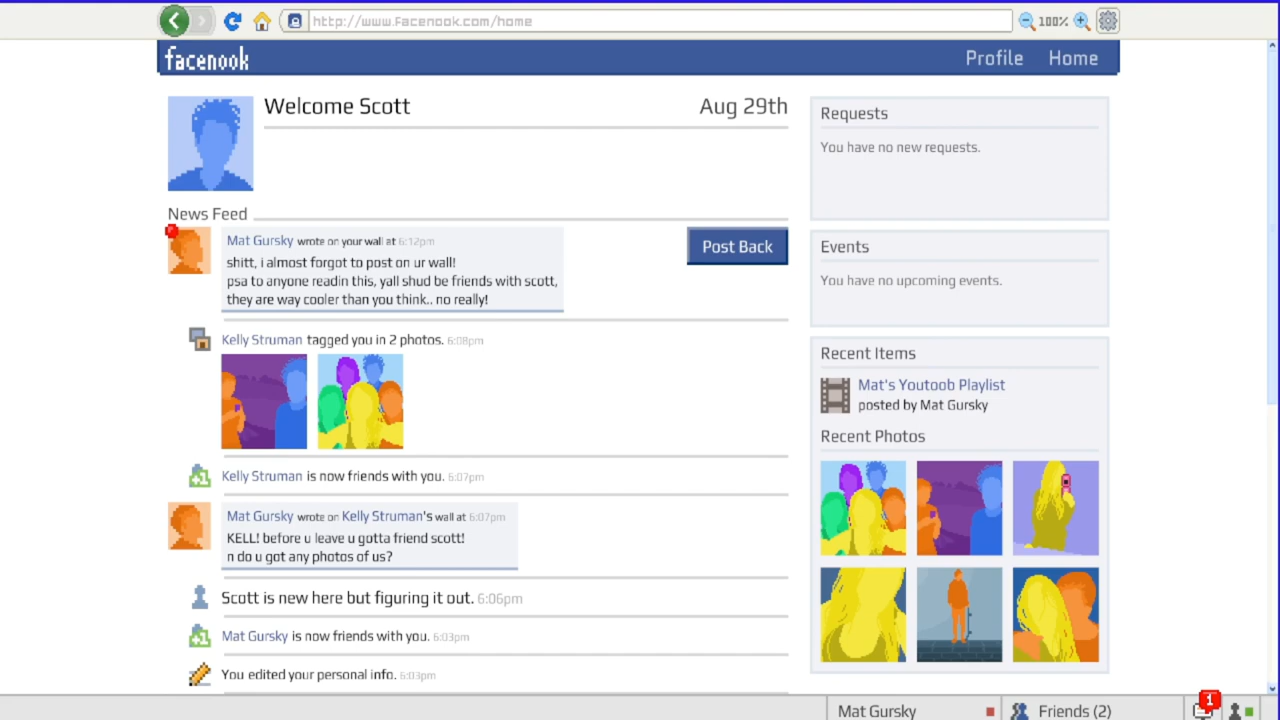 http://www.Facenook.com/home
100%
facenook
Profile
Home
Welcome Scott
Aug 29th
News Feed
Mat Gursky wrote on your wall at 6:12pm
shitt, i almost forgot to post on ur wall!
psa to anyone readin this, yall shud be friends with scott,
they are way cooler than you think.. no really!
Post Back
Kelly Struman tagged you in 2 photos. 6:08pm
+1
Kelly Struman is now friends with you. 6:07pm
Mat Gursky wrote on Kelly Struman's wall at 6:07pm
KELL! before u leave u gotta friend scott!
n do u got any photos of us?
Scott is new here but figuring it out. 6:06pm
+1
Mat Gursky is now friends with you. 6:03pm
You edited your personal info. 6:03pm
Requests
You have no new requests.
Events
You have no upcoming events.
Recent Items
Mat's Youtoob Playlist
posted by Mat Gursky
Recent Photos
Mat Gursky
Friends (2)
1